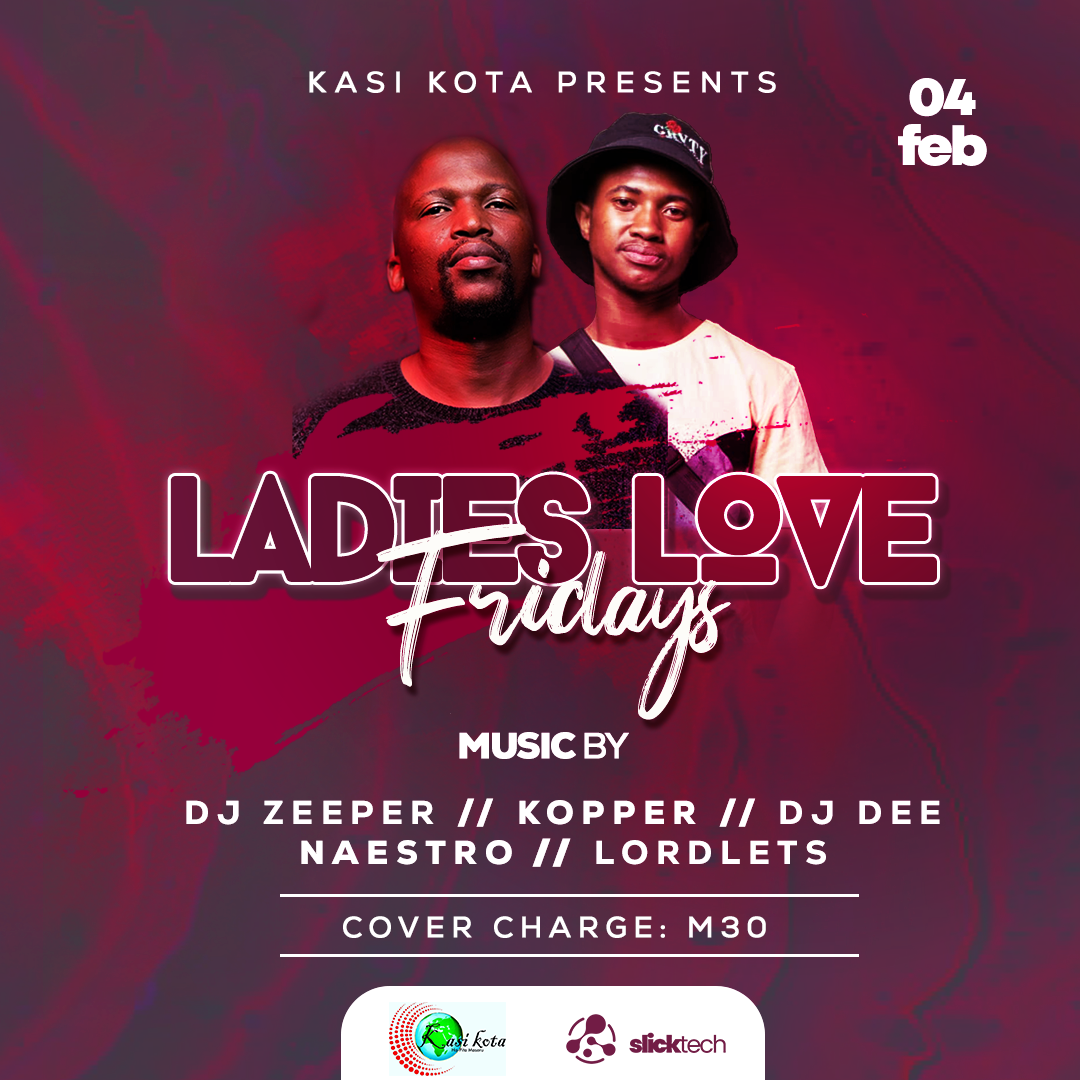 KASI KOTA PRESENTS
04
feb
GRVTY
LADIES LOVE
Fridays
MUSIC BY
DJ ZEEPER // KOPPER // DJ DEE
NAESTRO // LORDLETS
COVER CHARGE: M30
Kasi kota
slicktech